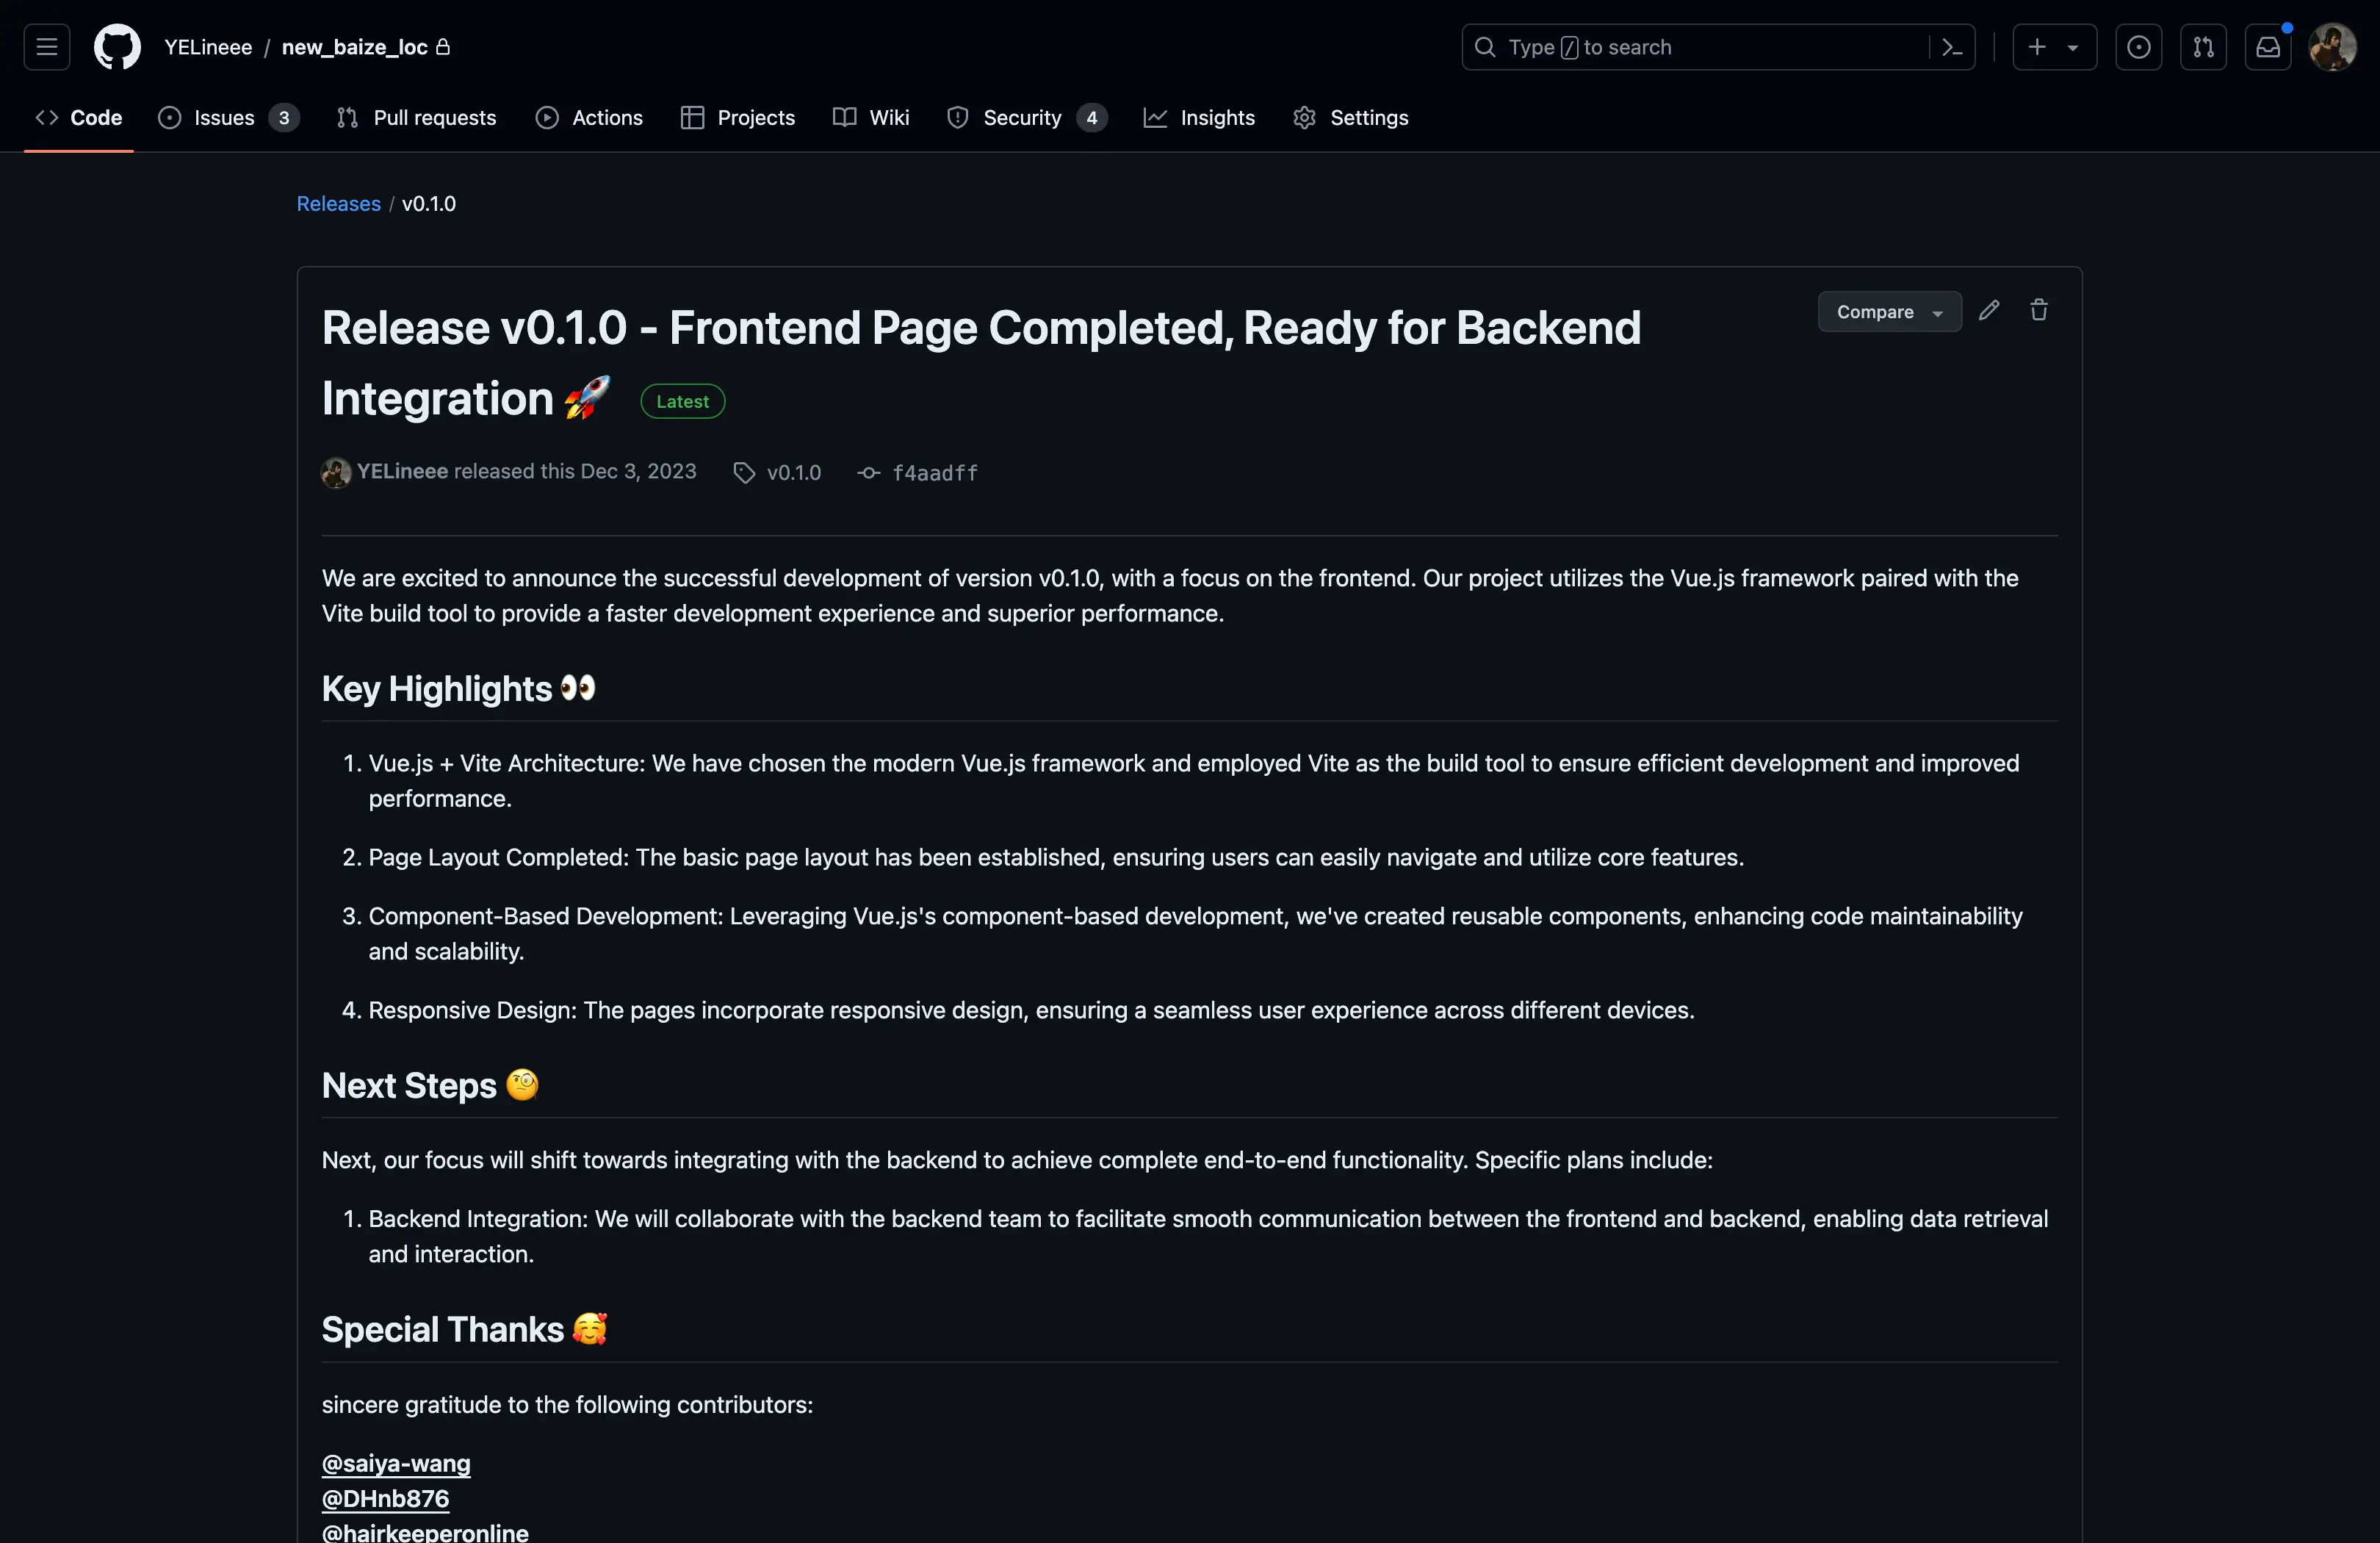 YELineee / new_baize_loc
Type / to search
Code
Issues 3
Pull requests
Actions
Projects
Wiki
Security 4
Insights
Settings
Releases / v0.1.0
Release v0.1.0 - Frontend Page Completed, Ready for Backend
Integration 🚀 Latest
Compare
YELineee released this Dec 3, 2023 v0.1.0 f4aadff
We are excited to announce the successful development of version v0.1.0, with a focus on the frontend. Our project utilizes the Vue.js framework paired with the
Vite build tool to provide a faster development experience and superior performance.
Key Highlights 👀
1. Vue.js + Vite Architecture: We have chosen the modern Vue.js framework and employed Vite as the build tool to ensure efficient development and improved
performance.
2. Page Layout Completed: The basic page layout has been established, ensuring users can easily navigate and utilize core features.
3. Component-Based Development: Leveraging Vue.js's component-based development, we've created reusable components, enhancing code maintainability
and scalability.
4. Responsive Design: The pages incorporate responsive design, ensuring a seamless user experience across different devices.
Next Steps 🧐
Next, our focus will shift towards integrating with the backend to achieve complete end-to-end functionality. Specific plans include:
1. Backend Integration: We will collaborate with the backend team to facilitate smooth communication between the frontend and backend, enabling data retrieval
and interaction.
Special Thanks 🥰
sincere gratitude to the following contributors:
@saiya-wang
@DHnb876
@hairkeeperonline